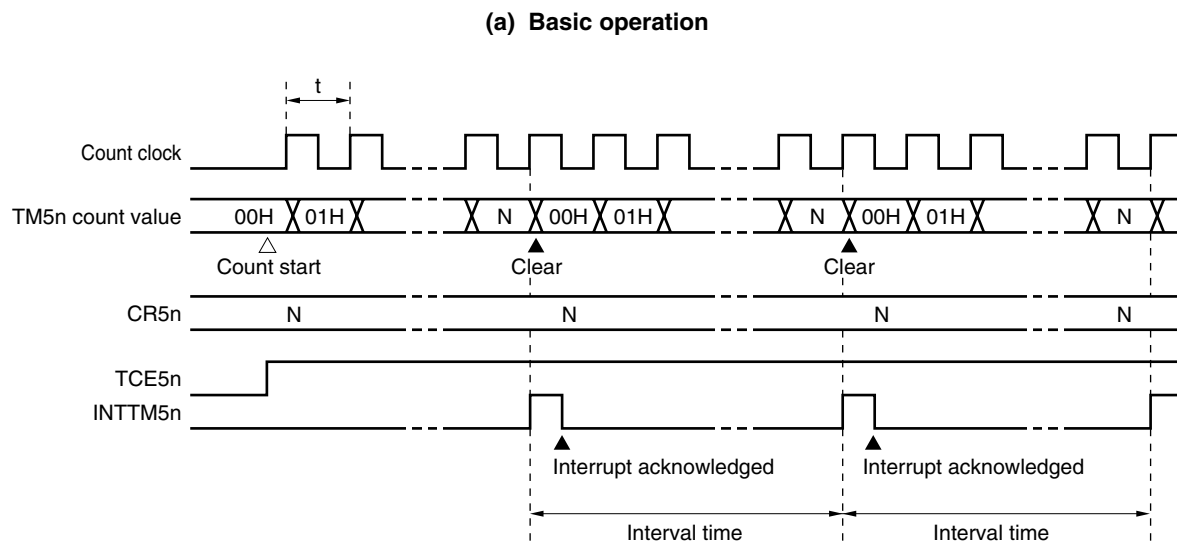 (a) Basic operation
t
Count clock
TM5n count value 00H 01H N 00H 01H N 00H 01H N
Count start Clear Clear
CR5n N N N N
TCE5n
INTTM5n
Interrupt acknowledged Interrupt acknowledged
Interval time Interval time